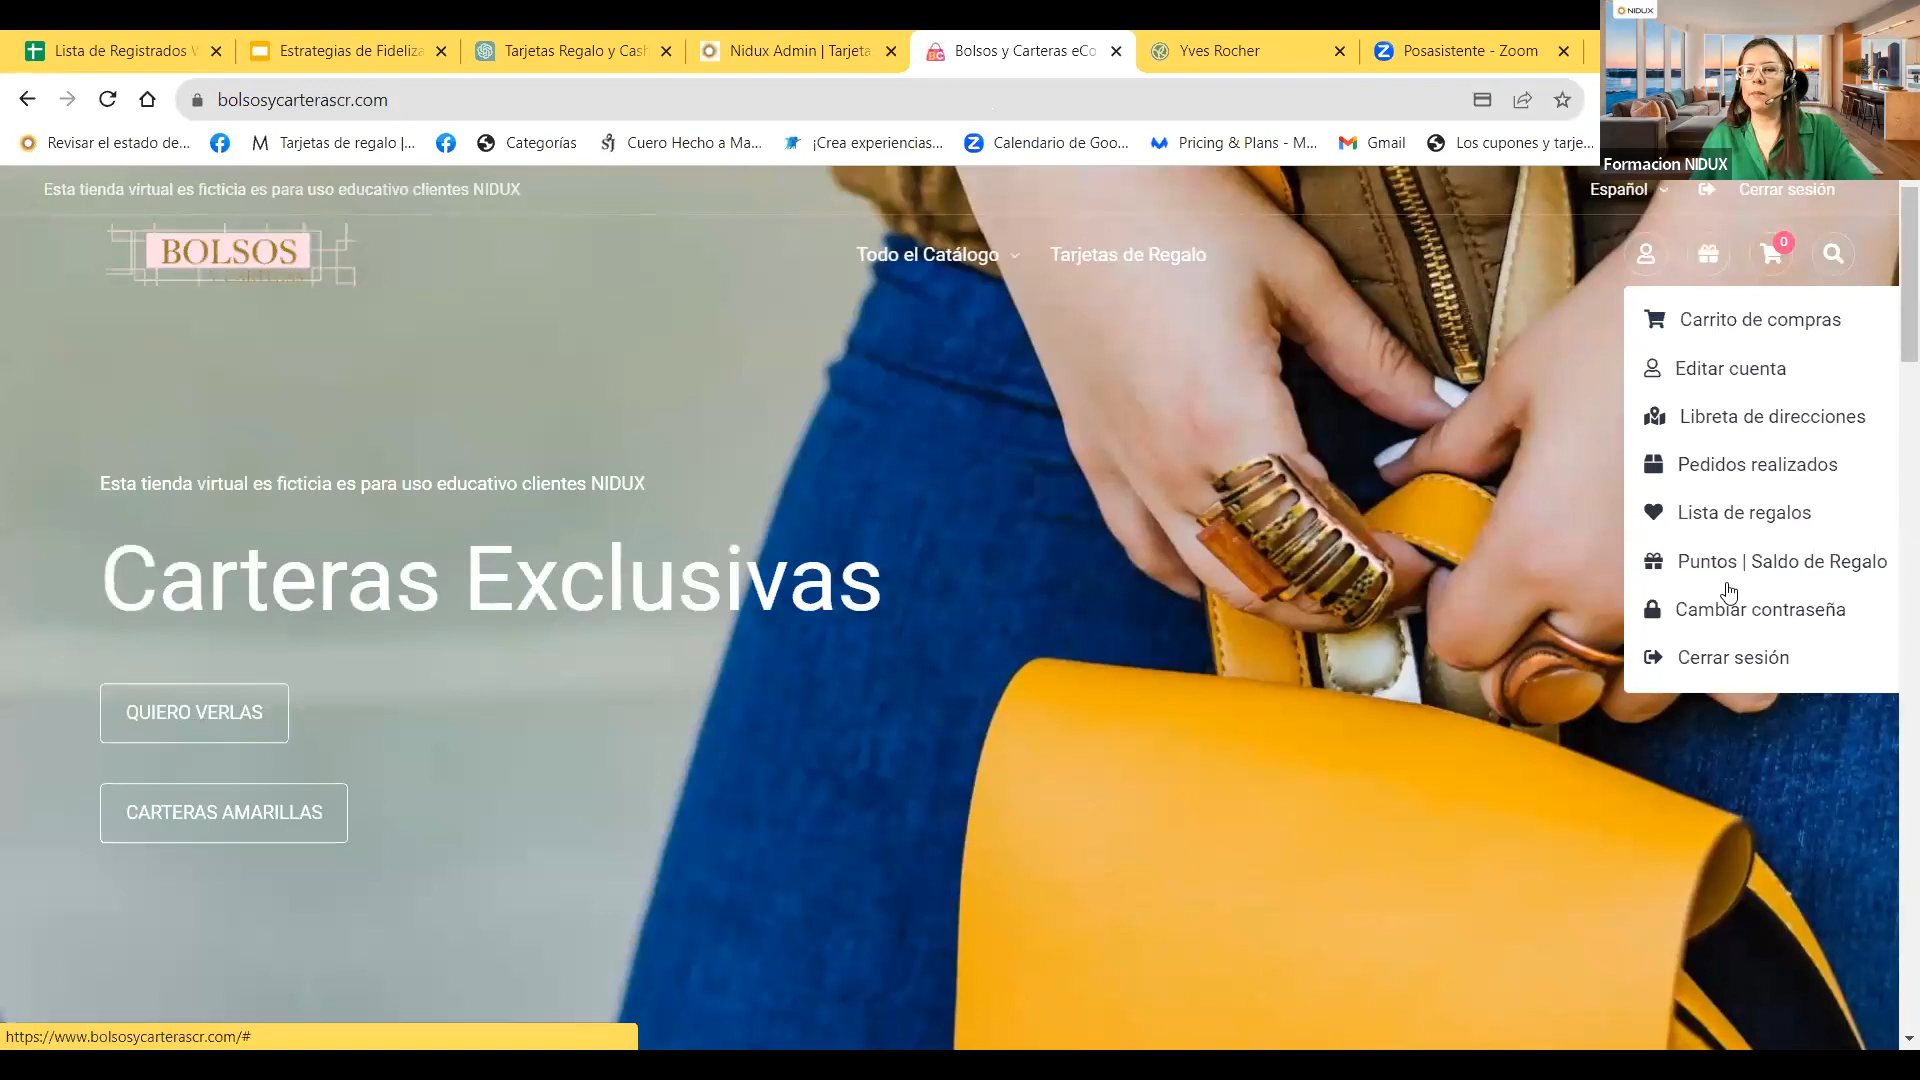 Lista de Registrados
Estrategias de Fideliza
Tarjetas Regalo y Cash
Nidux Admin | Tarjeta
Bolsos y Carteras eCo
Yves Rocher
Posasistente - Zoom
NIDUX
bolsosycarterascr.com
Revisar el estado de...
Tarjetas de regalo |...
Categorías
Cuero Hecho a Ma...
¡Crea experiencias...
Calendario de Goo...
Pricing & Plans - M...
Gmail
Los cupones y tarje...
Formacion NIDUX
Esta tienda virtual es ficticia es para uso educativo clientes NIDUX
Español
Cerrar sesión
BOLSOS
Todo el Catálogo
Tarjetas de Regalo
0
Carrito de compras
Editar cuenta
Libreta de direcciones
Pedidos realizados
Lista de regalos
Puntos | Saldo de Regalo
Cambiar contraseña
Cerrar sesión
Esta tienda virtual es ficticia es para uso educativo clientes NIDUX
Carteras Exclusivas
QUIERO VERLAS
CARTERAS AMARILLAS
https://www.bolsosycarterascr.com/#